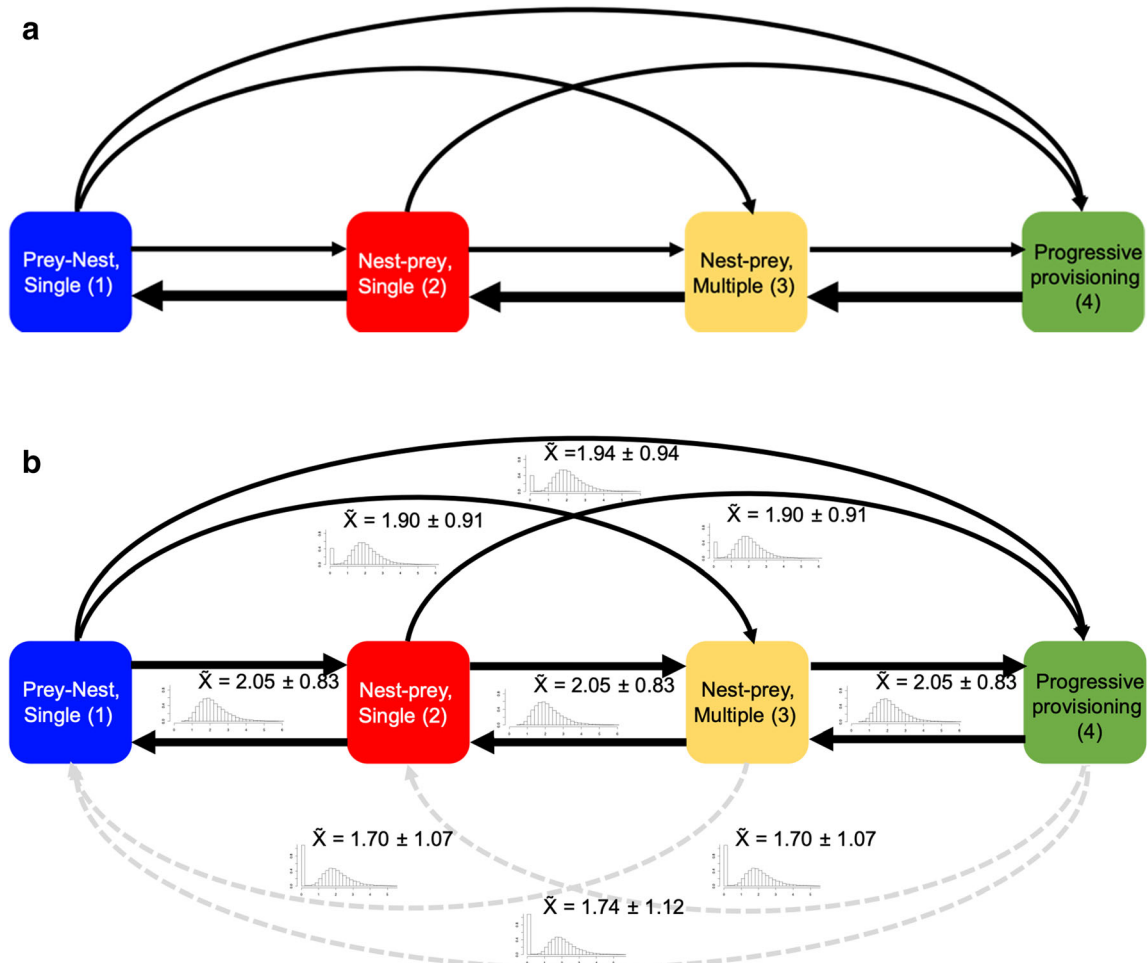 a
Prey-Nest,
Single (1)
Nest-prey,
Single (2)
Nest-prey,
Multiple (3)
Progressive
provisioning
(4)
b
X̃ =1.94 ± 0.94
X̃ = 1.90 ± 0.91
X̃ = 1.90 ± 0.91
Prey-Nest,
Single (1)
X̃ = 2.05 ± 0.83
Nest-prey,
Single (2)
X̃ = 2.05 ± 0.83
Nest-prey,
Multiple (3)
X̃ = 2.05 ± 0.83
Progressive
provisioning
(4)
X̃ = 1.70 ± 1.07
X̃ = 1.70 ± 1.07
X̃ = 1.74 ± 1.12